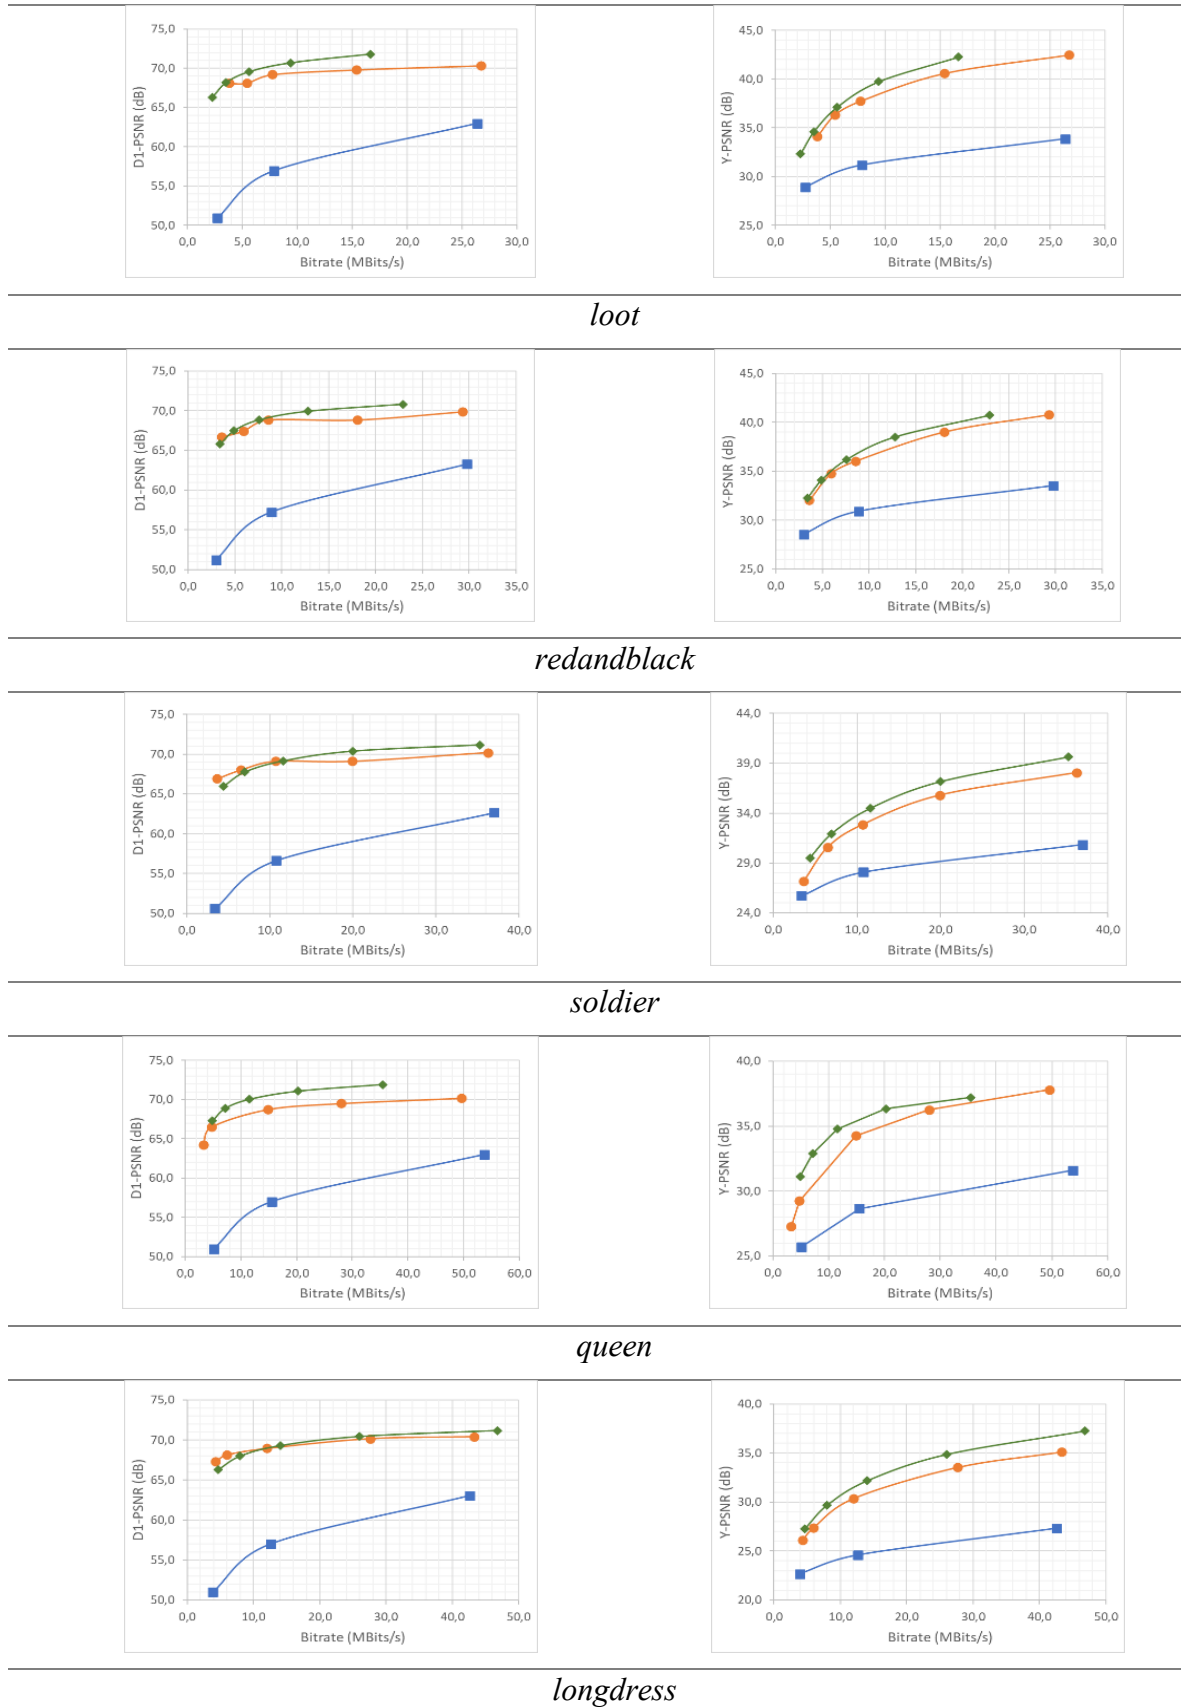 75,0
70,0
65,0
60,0
55,0
50,0
D1-PSNR (dB)
0,0 5,0 10,0 15,0 20,0 25,0 30,0
Bitrate (MBits/s)
45,0
40,0
35,0
30,0
25,0
Y-PSNR (dB)
0,0 5,0 10,0 15,0 20,0 25,0 30,0
Bitrate (MBits/s)
loot
75,0
70,0
65,0
60,0
55,0
50,0
D1-PSNR (dB)
0,0 5,0 10,0 15,0 20,0 25,0 30,0 35,0
Bitrate (MBits/s)
45,0
40,0
35,0
30,0
25,0
Y-PSNR (dB)
0,0 5,0 10,0 15,0 20,0 25,0 30,0 35,0
Bitrate (MBits/s)
redandblack
75,0
70,0
65,0
60,0
55,0
50,0
D1-PSNR (dB)
0,0 10,0 20,0 30,0 40,0
Bitrate (MBits/s)
44,0
39,0
34,0
29,0
24,0
Y-PSNR (dB)
0,0 10,0 20,0 30,0 40,0
Bitrate (MBits/s)
soldier
75,0
70,0
65,0
60,0
55,0
50,0
D1-PSNR (dB)
0,0 10,0 20,0 30,0 40,0 50,0 60,0
Bitrate (MBits/s)
40,0
35,0
30,0
25,0
Y-PSNR (dB)
0,0 10,0 20,0 30,0 40,0 50,0 60,0
Bitrate (MBits/s)
queen
75,0
70,0
65,0
60,0
55,0
50,0
D1-PSNR (dB)
0,0 10,0 20,0 30,0 40,0 50,0
Bitrate (MBits/s)
40,0
35,0
30,0
25,0
20,0
Y-PSNR (dB)
0,0 10,0 20,0 30,0 40,0 50,0
Bitrate (MBits/s)
longdress